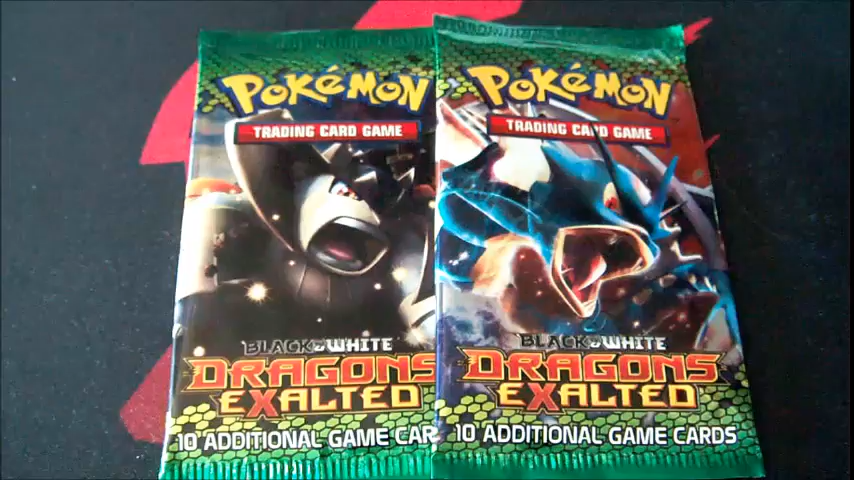 POKéMON
TRADING CARD GAME
BLACK & WHITE
DRAGONS
EXALTED
10 ADDITIONAL GAME CAR
POKéMON
TRADING CARD GAME
BLACK & WHITE
DRAGONS
EXALTED
10 ADDITIONAL GAME CARDS